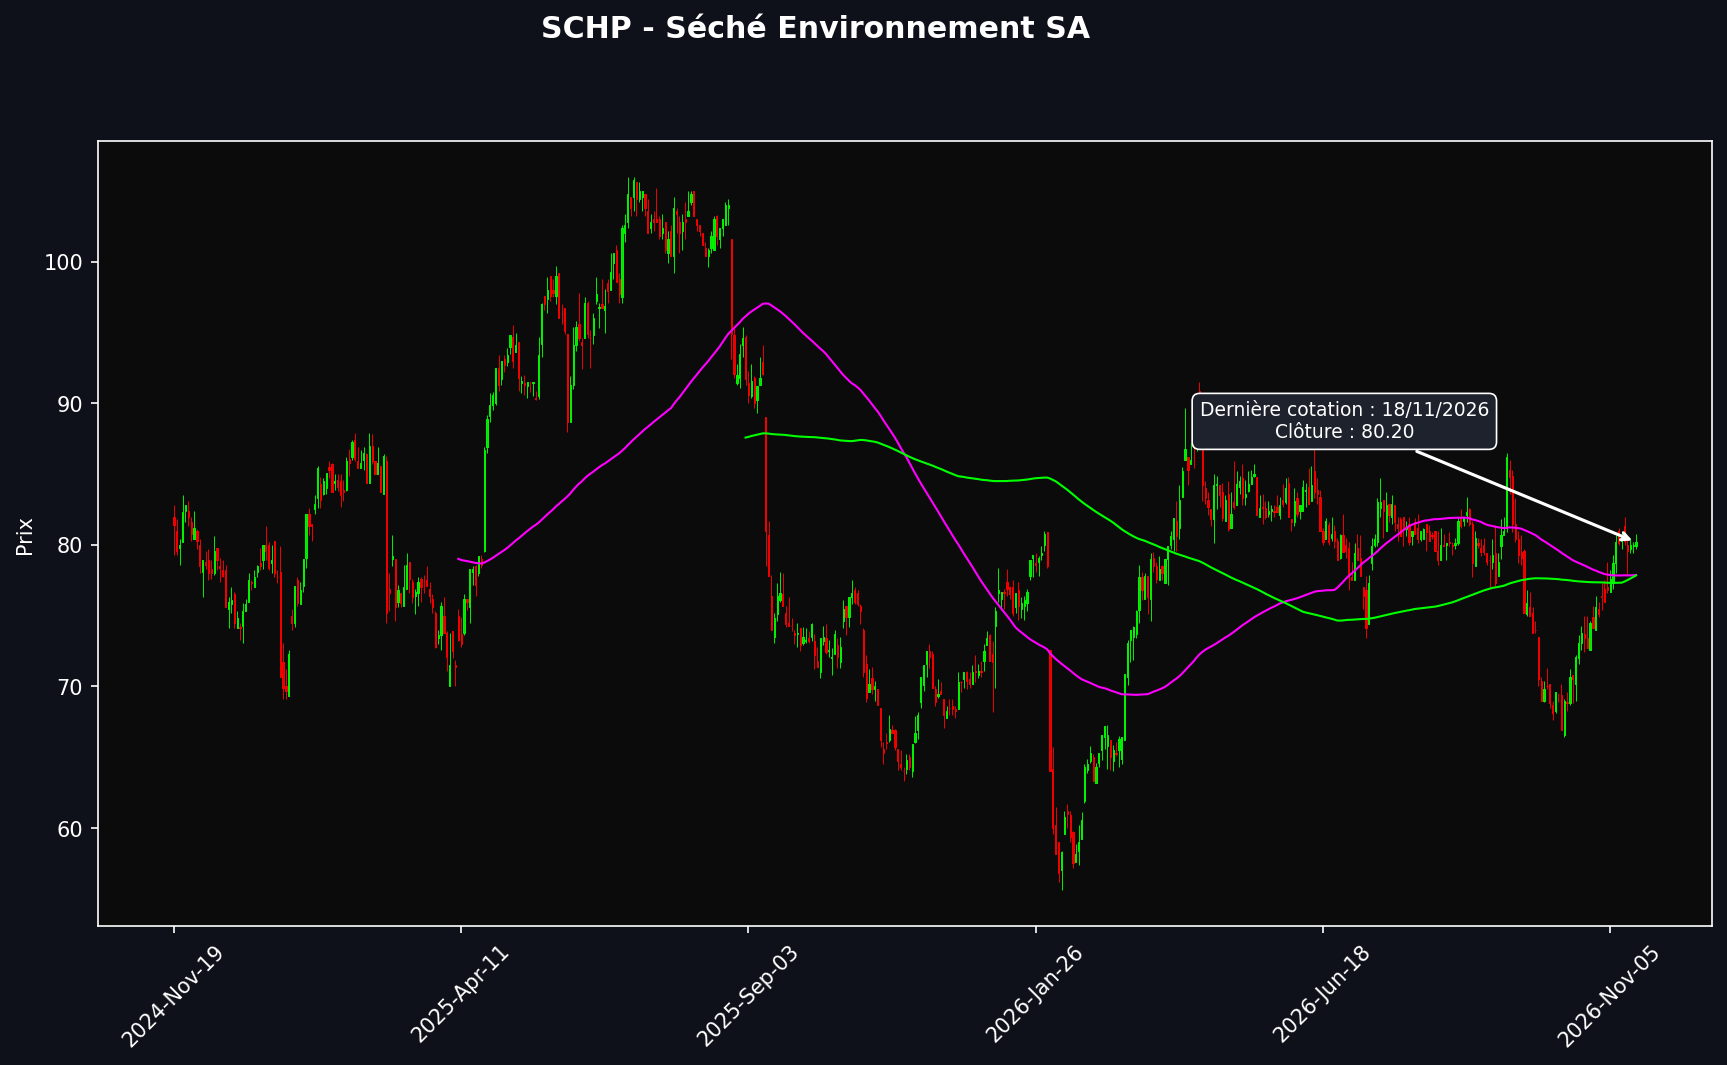 SCHP - Séché Environnement SA
Prix
100
90
80
70
60
Dernière cotation : 18/11/2026
Clôture : 80.20
2024-Nov-19
2025-Apr-11
2025-Sep-03
2026-Jan-26
2026-Jun-18
2026-Nov-05